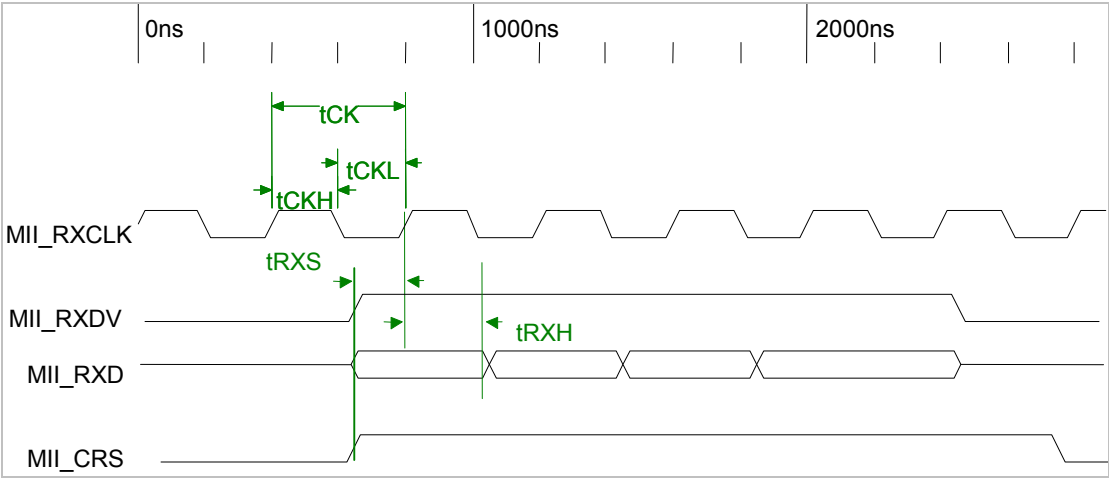 0ns 1000ns 2000ns
tCK
tCKL
tCKH
MII_RXCLK
tRXS
MII_RXDV
tRXH
MII_RXD
MII_CRS